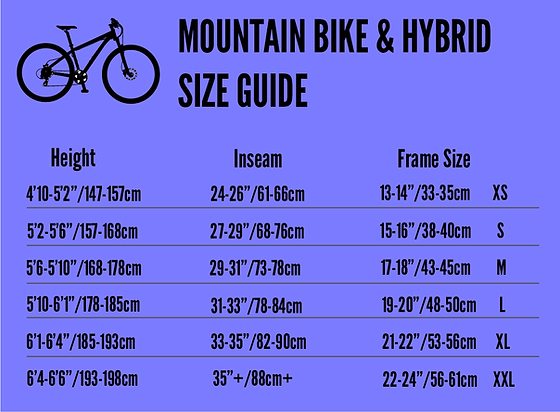 MOUNTAIN BIKE & HYBRID
SIZE GUIDE
Height Inseam Frame Size
4'10-5'2"/147-157cm 24-26"/61-66cm 13-14"/33-35cm XS
5'2-5'6"/157-168cm 27-29"/68-76cm 15-16"/38-40cm S
5'6-5'10"/168-178cm 29-31"/73-78cm 17-18"/43-45cm M
5'10-6'1"/178-185cm 31-33"/78-84cm 19-20"/48-50cm L
6'1-6'4"/185-193cm 33-35"/82-90cm 21-22"/53-56cm XL
6'4-6'6"/193-198cm 35"+/88cm+ 22-24"/56-61cm XXL